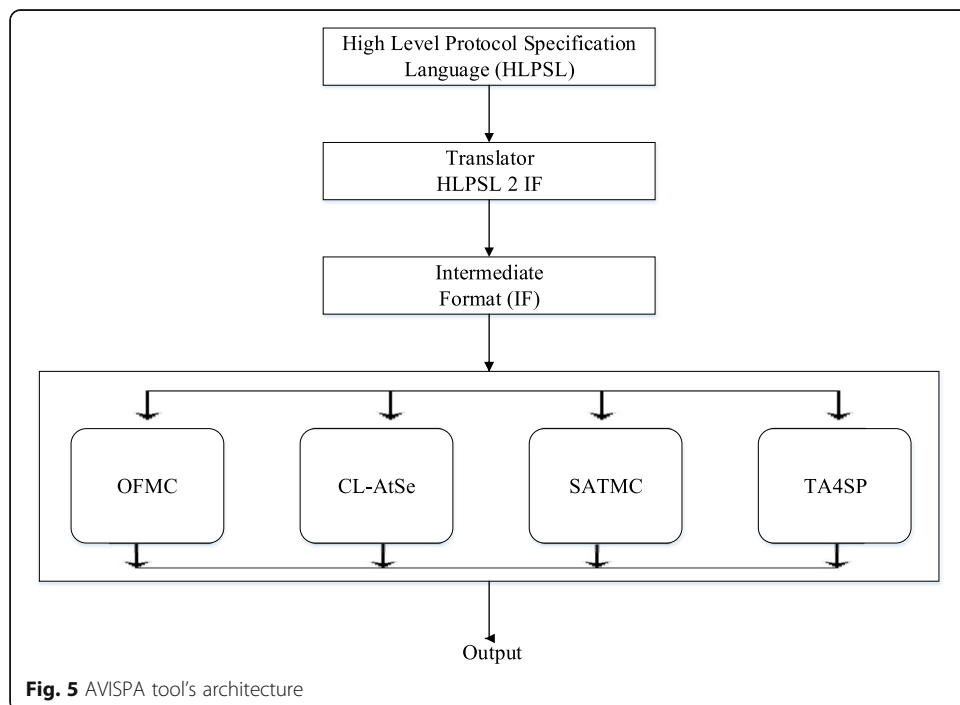 High Level Protocol Specification
Language (HLPSL)
Translator
HLPSL 2 IF
Intermediate
Format (IF)
OFMC
CL-AtSe
SATMC
TA4SP
Output
Fig. 5 AVISPA tool's architecture